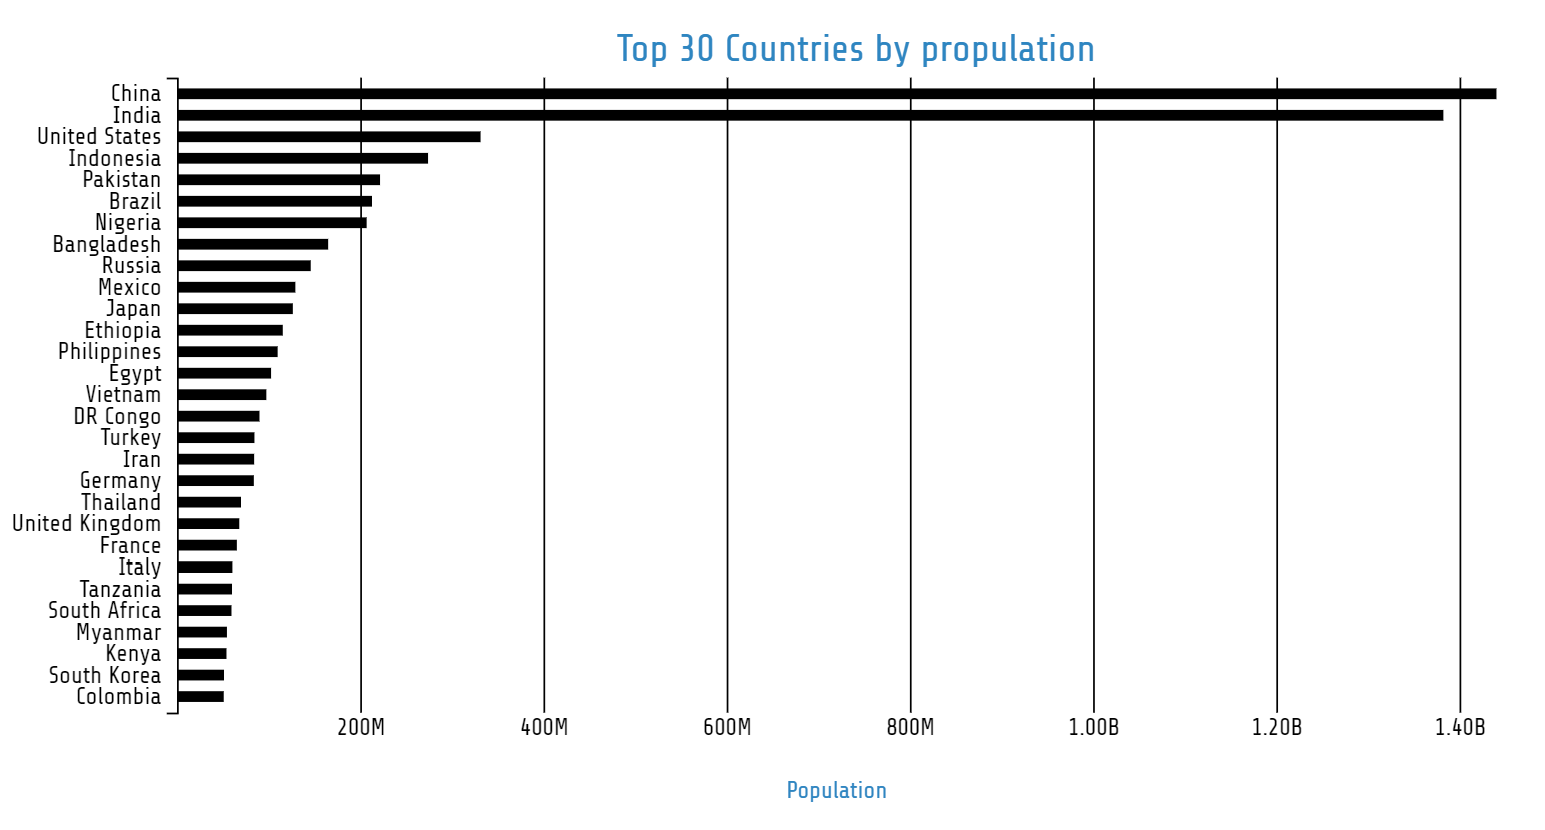 Top 30 Countries by propulation
China
India
United States
Indonesia
Pakistan
Brazil
Nigeria
Bangladesh
Russia
Mexico
Japan
Ethiopia
Philippines
Egypt
Vietnam
DR Congo
Turkey
Iran
Germany
Thailand
United Kingdom
France
Italy
Tanzania
South Africa
Myanmar
Kenya
South Korea
Colombia
200M 400M 600M 800M 1.00B 1.20B 1.40B
Population